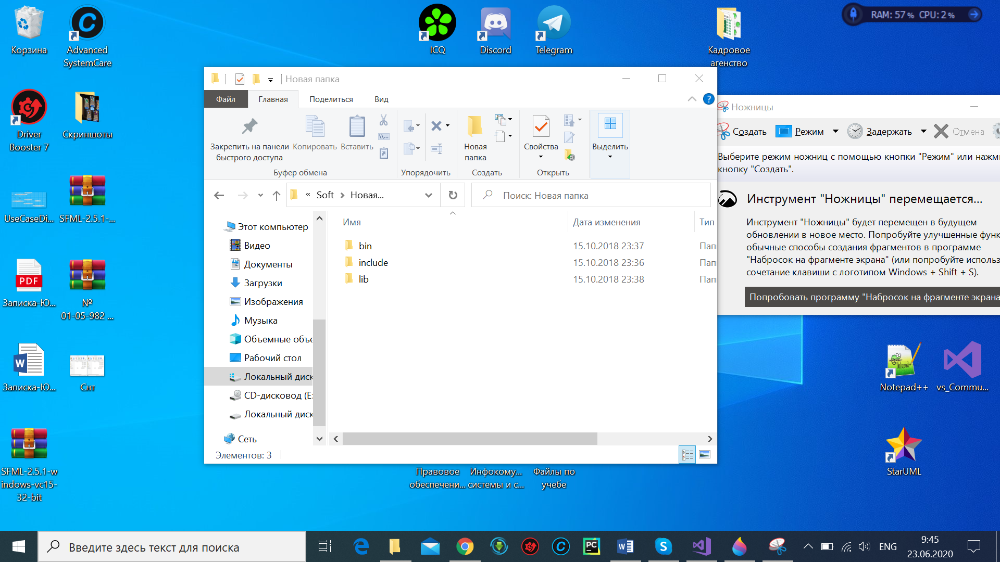 Корзина
Advanced
SystemCare
ICQ
Discord
Telegram
Кадровое
агенство
RAM: 57 % CPU: 2 %
Driver
Booster 7
Скриншоты
UseCaseDi...
SFML-2.5.1-...
PDF
Записка-Ю...
№
01-05-982 ...
W
Записка-Ю...
Снт
SFML-2.5.1-w
indows-vc15-
32-bit
Новая папка
Файл
Главная
Поделиться
Вид
Закрепить на панели
быстрого доступа
Копировать
Вставить
Новая
папка
Свойства
Выделить
Буфер обмена
Упорядочить
Создать
Открыть
« Soft > Новая...
Поиск: Новая папка
Этот компьютер
Видео
Документы
Загрузки
Изображения
Музыка
Объемные объе
Рабочий стол
Локальный диск
CD-дисковод (E:
Локальный диск
Сеть
Имя
Дата изменения
Тип
bin
15.10.2018 23:37
Пап
include
15.10.2018 23:36
Пап
lib
15.10.2018 23:38
Пап
Элементов: 3
Ножницы
Создать
Режим
Задержать
Отмена
Выберите режим ножниц с помощью кнопки "Режим" или нажм
кнопку "Создать".
Инструмент "Ножницы" перемещается...
Инструмент "Ножницы" будет перемещен в будущем
обновлении в новое место. Попробуйте улучшенные функ
обычные способы создания фрагментов в программе
"Набросок на фрагменте экрана" (или попробуйте использ
сочетание клавиши с логотипом Windows + Shift + S).
Попробовать программу "Набросок на фрагменте экрана
Notepad++
vs_Commu...
StarUML
Правовое
обеспечени...
Инфокому...
системы и с...
Файлы по
учебе
Введите здесь текст для поиска
ENG
9:45
23.06.2020